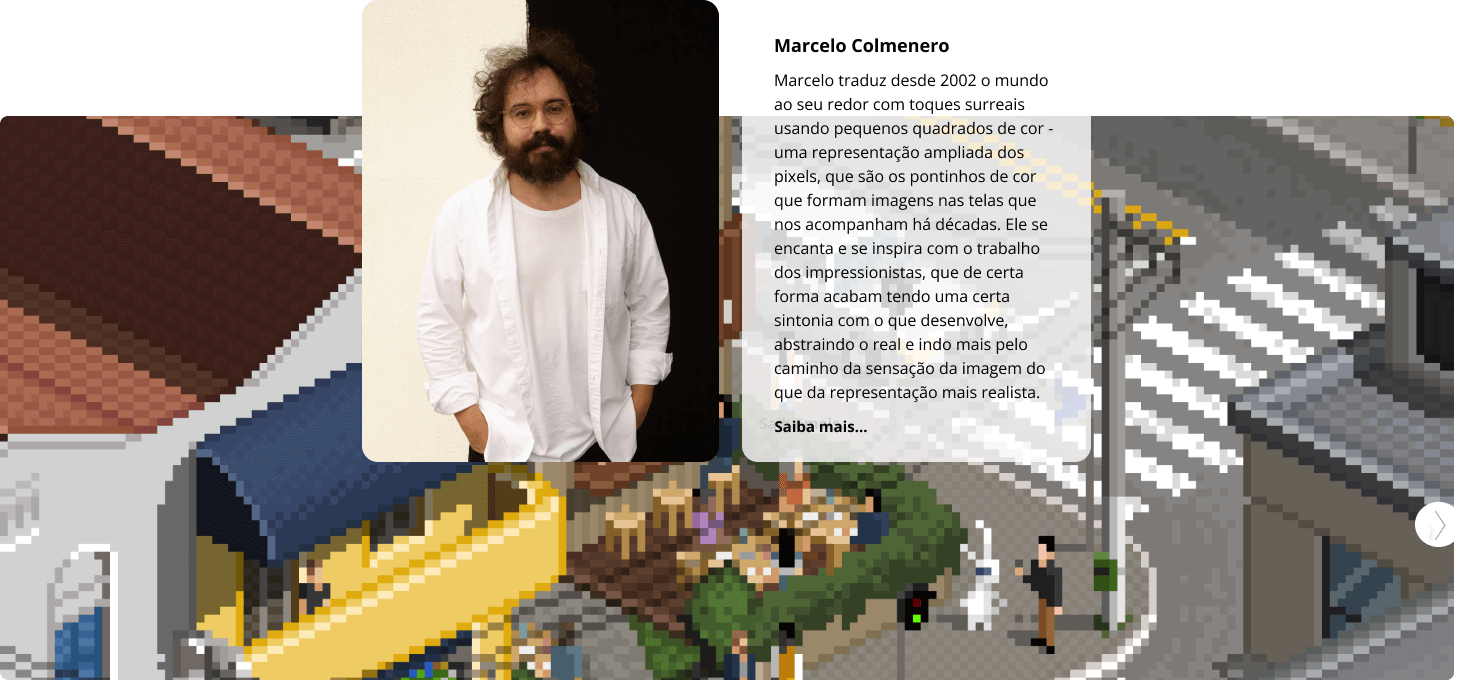 Marcelo Colmenero
Marcelo traduz desde 2002 o mundo
ao seu redor com toques surreais
usando pequenos quadrados de cor -
uma representação ampliada dos
pixels, que são os pontinhos de cor
que formam imagens nas telas que
nos acompanham há décadas. Ele se
encanta e se inspira com o trabalho
dos impressionistas, que de certa
forma acabam tendo uma certa
sintonia com o que desenvolve,
abstraindo o real e indo mais pelo
caminho da sensação da imagem do
que da representação mais realista.
Saiba mais...